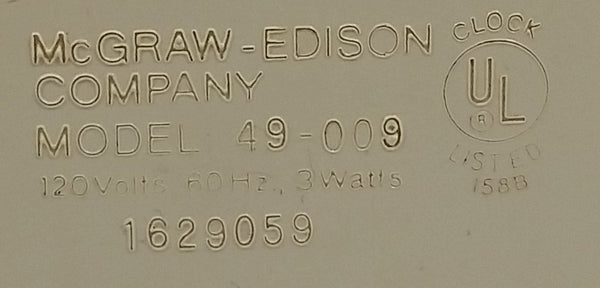 McGRAW-EDISON
COMPANY
MODEL 49-009
120Volts 60Hz., 3Watts
1629059
CLOCK
UL
®
LISTED
158B